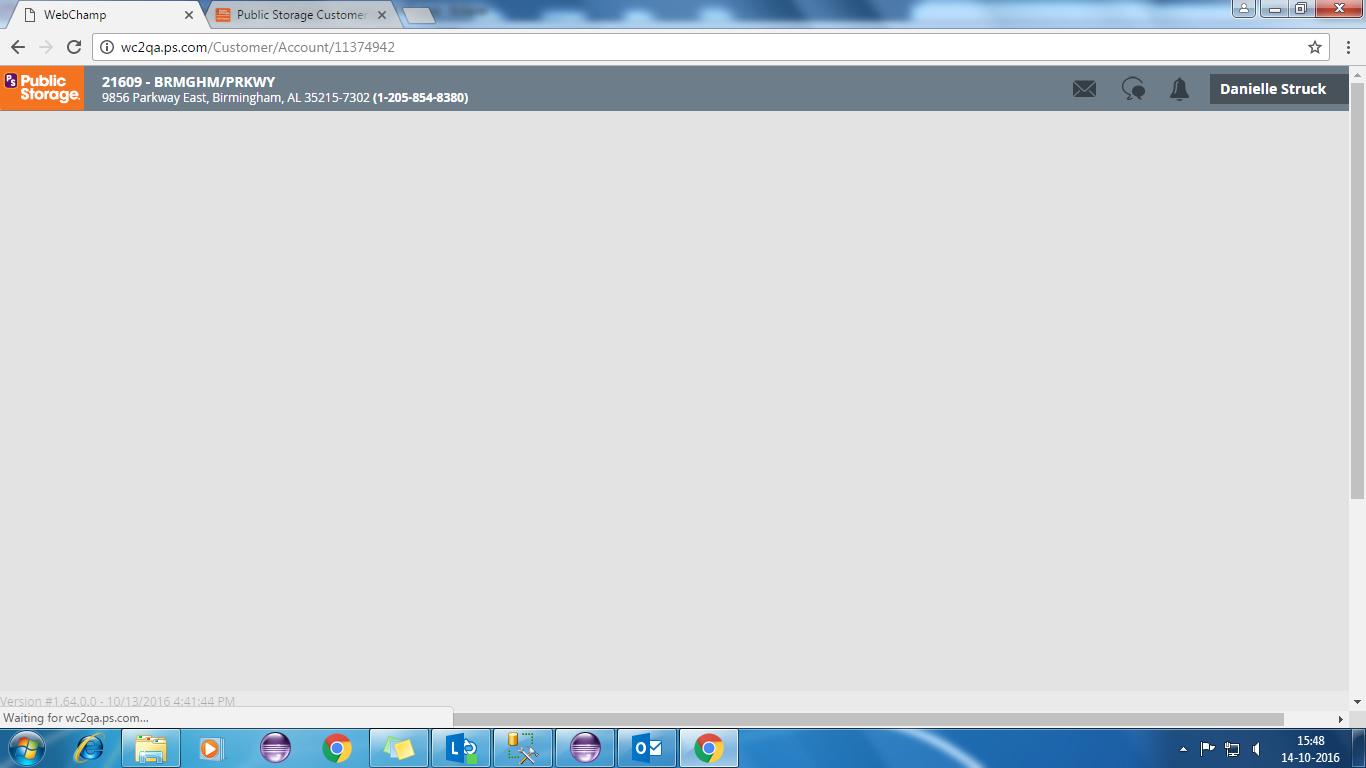 WebChamp
Public Storage Customer
wc2qa.ps.com/Customer/Account/11374942
PS Public Storage.
21609 - BRMGHM/PRKWY
9856 Parkway East, Birmingham, AL 35215-7302 (1-205-854-8380)
Danielle Struck
Version #1.64.0.0 - 10/13/2016 4:41:44 PM
Waiting for wc2qa.ps.com...
15:48
14-10-2016